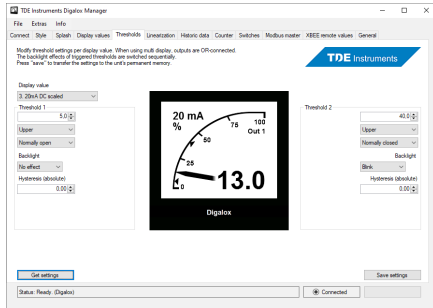 TDE Instruments Digalox Manager
File Extras Info
Connect Style Splash Display values Thresholds Linearization Historic data Counter Switches Modbus master XBEE remote values General
Modify threshold settings per display value. When using multi display, outputs are OR-connected.
The backlight effects of triggered thresholds are switched sequentially.
Press "save" to transfer the settings to the unit's permanent memory.
TDE Instruments
Display value
3. 20mA DC scaled
Threshold 1
5,0
Upper
Normally open
Backlight
No effect
Hysteresis (absolute)
0.00
20 mA
%
0
25
50
75
100
Out 1
13.0
Digalox
Threshold 2
40,0
Upper
Normally closed
Backlight
Blink
Hysteresis (absolute)
0.00
Get settings
Save settings
Status: Ready. (Digalox)
Connected